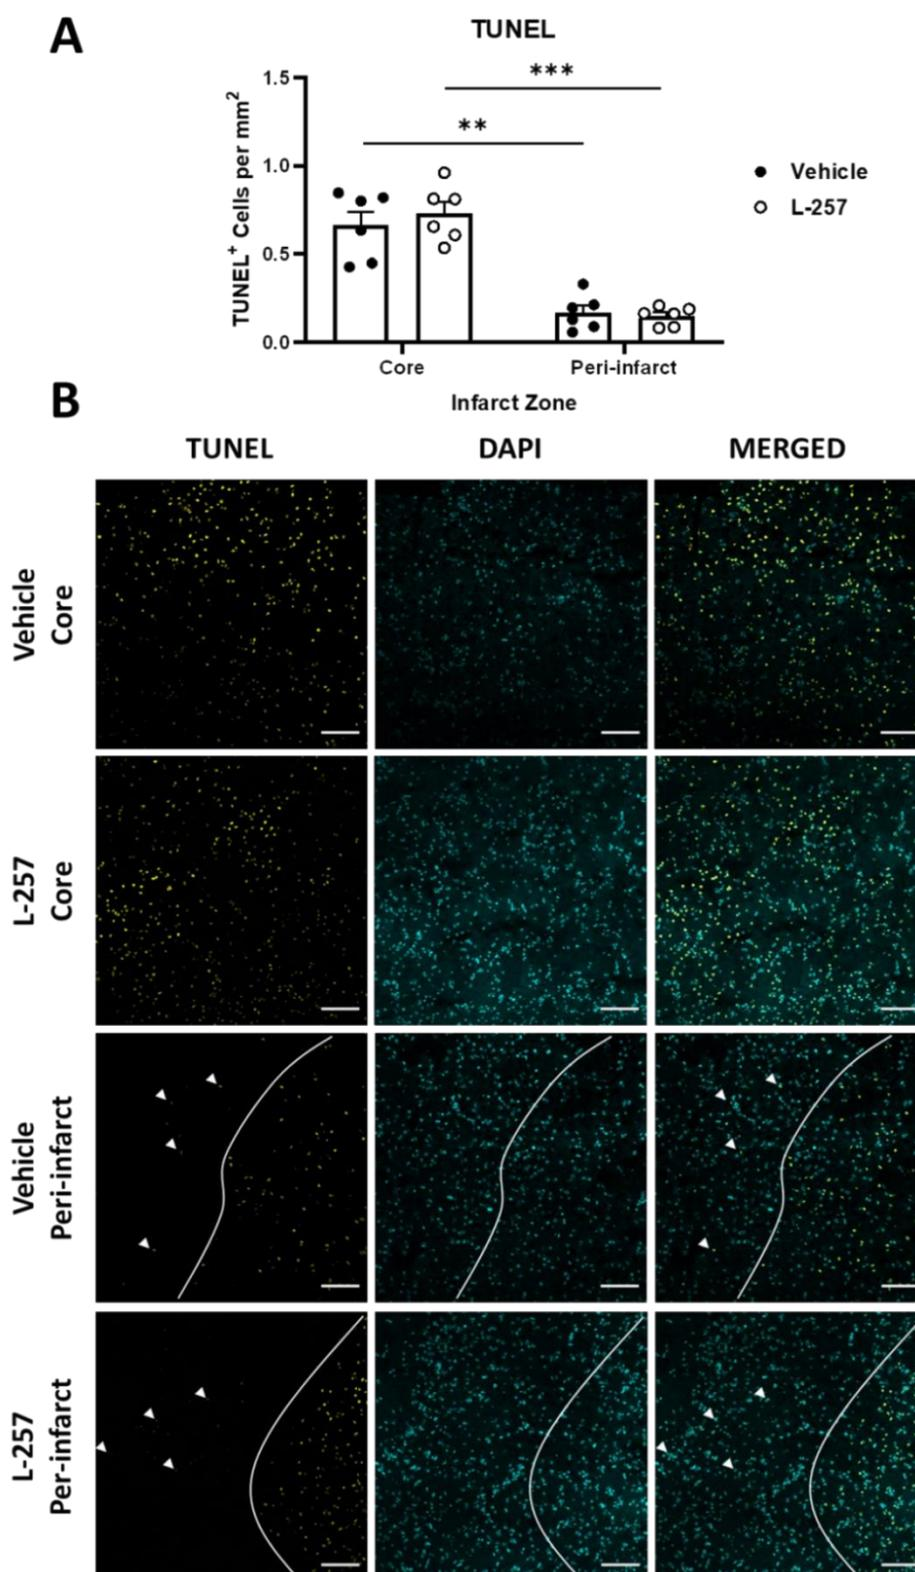 A
TUNEL
***
**
TUNEL+ Cells per mm2
1.5
1.0
0.5
0.0
Vehicle
L-257
Core
Peri-infarct
Infarct Zone
B
TUNEL
DAPI
MERGED
Vehicle
Core
L-257
Core
Vehicle
Peri-infarct
L-257
Per-infarct